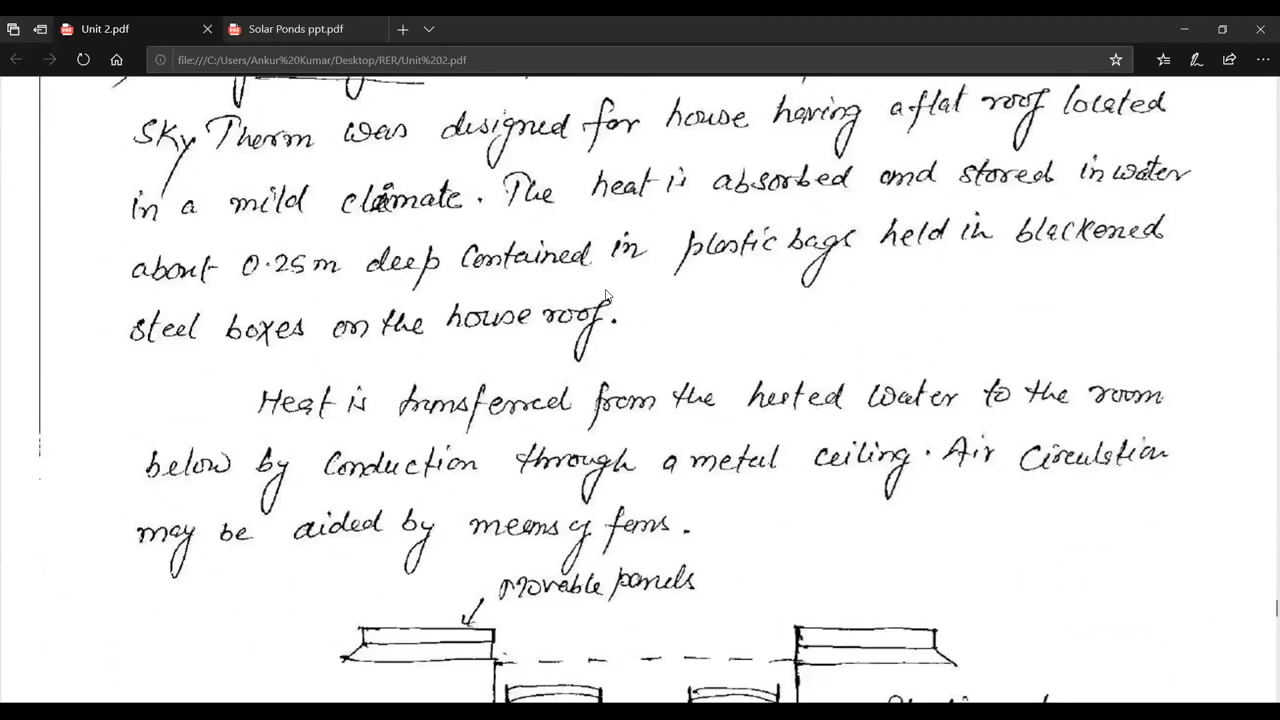 Unit 2.pdf
Solar Ponds ppt.pdf
file:///C:/Users/Ankur%20Kumar/Desktop/RER/Unit%202.pdf
Sky Therm was designed for house having a flat roof located
in a mild climate. The heat is absorbed and stored in water
about 0.25m deep contained in plastic bags held in blackened
steel boxes on the house roof.
Heat is transferred from the heated water to the room
below by conduction through a metal ceiling. Air circulation
may be aided by means of fans.
Movable panels